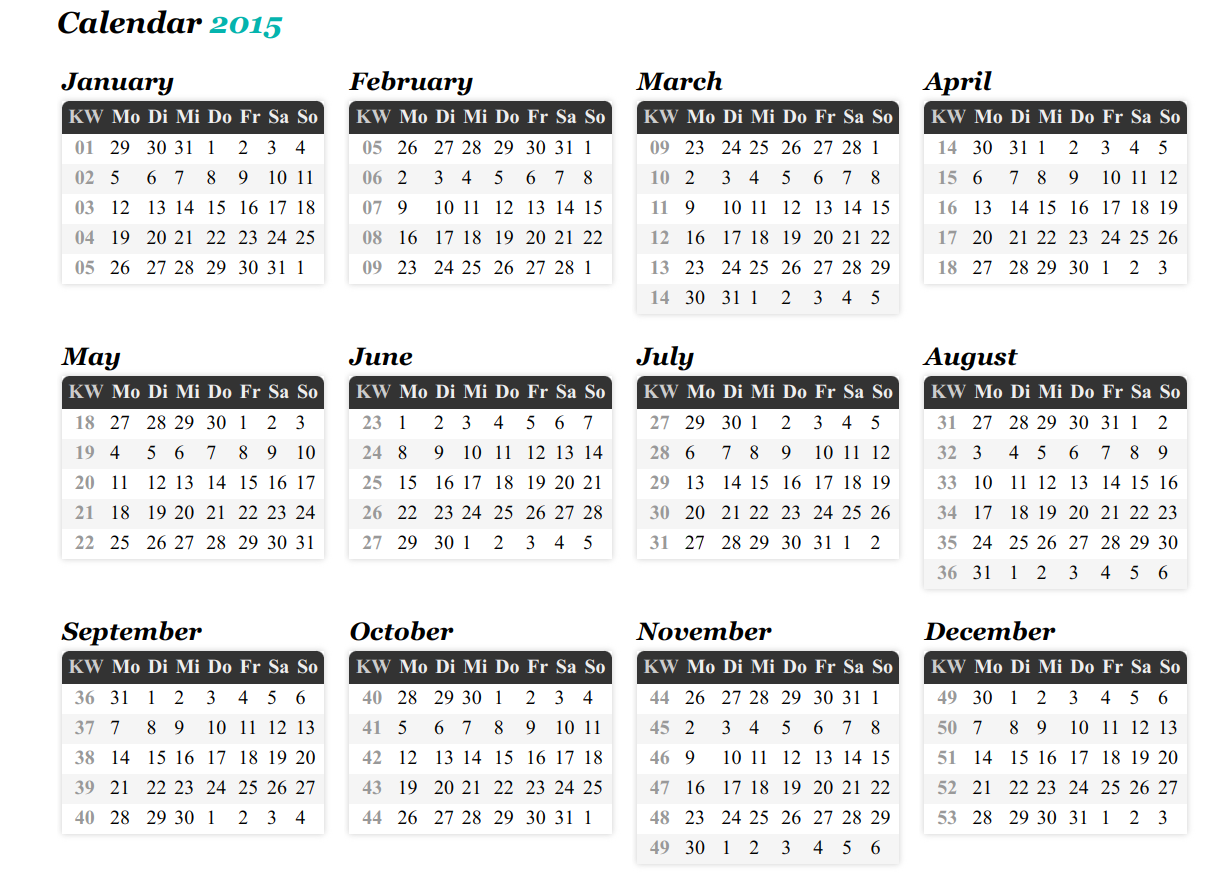 Calendar 2015
January
KW Mo Di Mi Do Fr Sa So
01 29 30 31 1 2 3 4
02 5 6 7 8 9 10 11
03 12 13 14 15 16 17 18
04 19 20 21 22 23 24 25
05 26 27 28 29 30 31 1
February
KW Mo Di Mi Do Fr Sa So
05 26 27 28 29 30 31 1
06 2 3 4 5 6 7 8
07 9 10 11 12 13 14 15
08 16 17 18 19 20 21 22
09 23 24 25 26 27 28 1
March
KW Mo Di Mi Do Fr Sa So
09 23 24 25 26 27 28 1
10 2 3 4 5 6 7 8
11 9 10 11 12 13 14 15
12 16 17 18 19 20 21 22
13 23 24 25 26 27 28 29
14 30 31 1 2 3 4 5
April
KW Mo Di Mi Do Fr Sa So
14 30 31 1 2 3 4 5
15 6 7 8 9 10 11 12
16 13 14 15 16 17 18 19
17 20 21 22 23 24 25 26
18 27 28 29 30 1 2 3
May
KW Mo Di Mi Do Fr Sa So
18 27 28 29 30 1 2 3
19 4 5 6 7 8 9 10
20 11 12 13 14 15 16 17
21 18 19 20 21 22 23 24
22 25 26 27 28 29 30 31
June
KW Mo Di Mi Do Fr Sa So
23 1 2 3 4 5 6 7
24 8 9 10 11 12 13 14
25 15 16 17 18 19 20 21
26 22 23 24 25 26 27 28
27 29 30 1 2 3 4 5
July
KW Mo Di Mi Do Fr Sa So
27 29 30 1 2 3 4 5
28 6 7 8 9 10 11 12
29 13 14 15 16 17 18 19
30 20 21 22 23 24 25 26
31 27 28 29 30 31 1 2
August
KW Mo Di Mi Do Fr Sa So
31 27 28 29 30 31 1 2
32 3 4 5 6 7 8 9
33 10 11 12 13 14 15 16
34 17 18 19 20 21 22 23
35 24 25 26 27 28 29 30
36 31 1 2 3 4 5 6
September
KW Mo Di Mi Do Fr Sa So
36 31 1 2 3 4 5 6
37 7 8 9 10 11 12 13
38 14 15 16 17 18 19 20
39 21 22 23 24 25 26 27
40 28 29 30 1 2 3 4
October
KW Mo Di Mi Do Fr Sa So
40 28 29 30 1 2 3 4
41 5 6 7 8 9 10 11
42 12 13 14 15 16 17 18
43 19 20 21 22 23 24 25
44 26 27 28 29 30 31 1
November
KW Mo Di Mi Do Fr Sa So
44 26 27 28 29 30 31 1
45 2 3 4 5 6 7 8
46 9 10 11 12 13 14 15
47 16 17 18 19 20 21 22
48 23 24 25 26 27 28 29
49 30 1 2 3 4 5 6
December
KW Mo Di Mi Do Fr Sa So
49 30 1 2 3 4 5 6
50 7 8 9 10 11 12 13
51 14 15 16 17 18 19 20
52 21 22 23 24 25 26 27
53 28 29 30 31 1 2 3